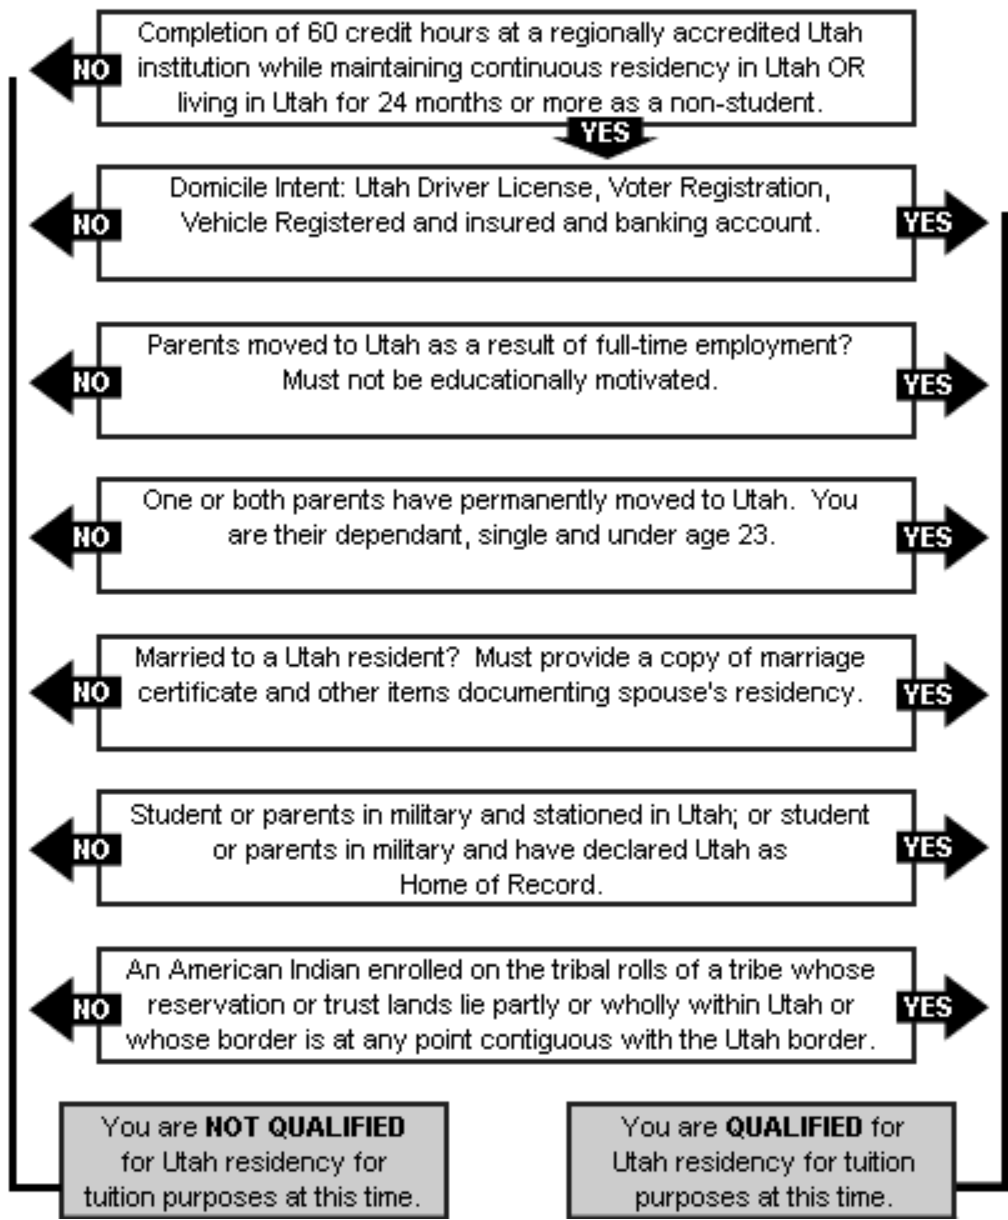 Completion of 60 credit hours at a regionally accredited Utah
institution while maintaining continuous residency in Utah OR
living in Utah for 24 months or more as a non-student.
NO
YES
Domicile Intent: Utah Driver License, Voter Registration,
Vehicle Registered and insured and banking account.
NO
YES
Parents moved to Utah as a result of full-time employment?
Must not be educationally motivated.
NO
YES
One or both parents have permanently moved to Utah. You
are their dependant, single and under age 23.
NO
YES
Married to a Utah resident? Must provide a copy of marriage
certificate and other items documenting spouse's residency.
NO
YES
Student or parents in military and stationed in Utah; or student
or parents in military and have declared Utah as
Home of Record.
NO
YES
An American Indian enrolled on the tribal rolls of a tribe whose
reservation or trust lands lie partly or wholly within Utah or
whose border is at any point contiguous with the Utah border.
NO
YES
You are NOT QUALIFIED
for Utah residency for
tuition purposes at this time.
You are QUALIFIED for
Utah residency for tuition
purposes at this time.